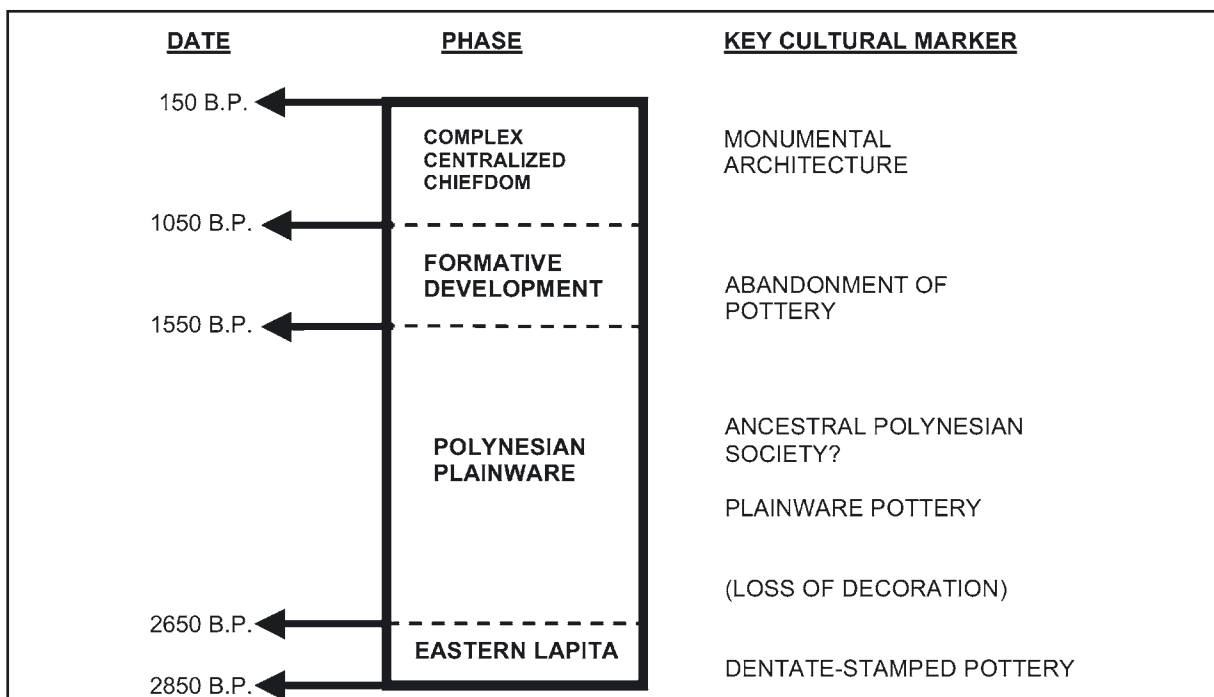 DATE PHASE KEY CULTURAL MARKER
150 B.P.
COMPLEX
CENTRALIZED
CHIEFDOM
MONUMENTAL
ARCHITECTURE
1050 B.P.
FORMATIVE
DEVELOPMENT
ABANDONMENT OF
POTTERY
1550 B.P.
POLYNESIAN
PLAINWARE
ANCESTRAL POLYNESIAN
SOCIETY?
PLAINWARE POTTERY
(LOSS OF DECORATION)
2650 B.P.
EASTERN LAPITA
DENTATE-STAMPED POTTERY
2850 B.P.